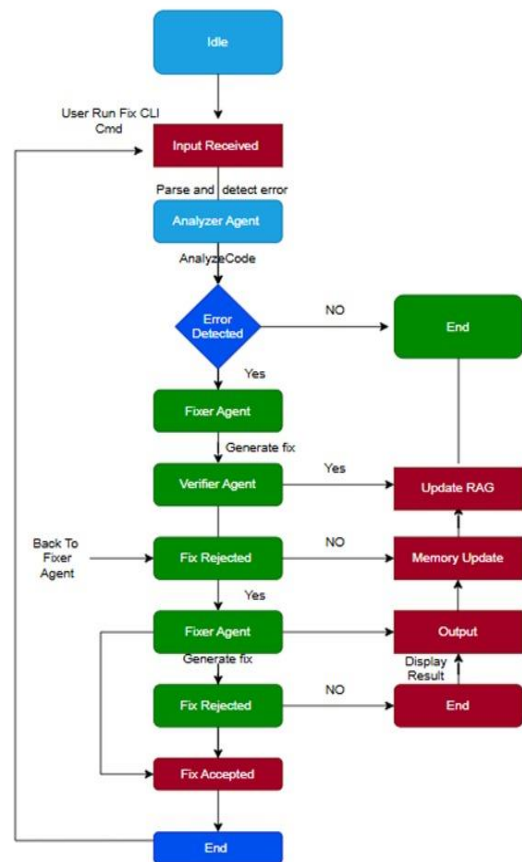 Idle
User Run Fix CLI
Cmd
Input Received
Parse and detect error
Analyzer Agent
AnalyzeCode
Error
Detected
NO
End
Yes
Fixer Agent
Generate fix
Verifier Agent
Yes
Update RAG
Back To
Fixer
Agent
Fix Rejected
NO
Memory Update
Yes
Fixer Agent
Output
Generate fix
Display
Result
Fix Rejected
NO
End
Fix Accepted
End